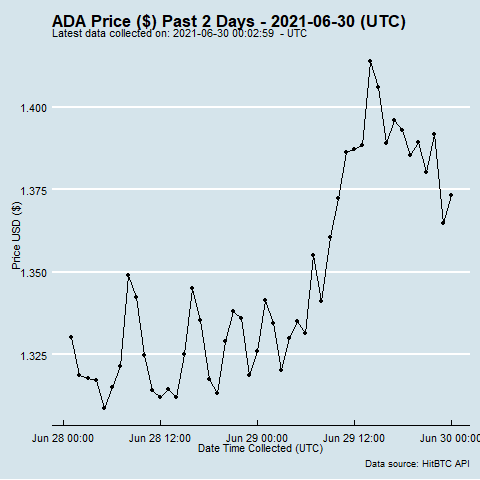 ADA Price ($) Past 2 Days - 2021-06-30 (UTC)
Latest data collected on: 2021-06-30 00:02:59 - UTC
Price USD ($)
1.400
1.375
1.350
1.325
Jun 28 00:00
Jun 28 12:00
Jun 29 00:00
Jun 29 12:00
Jun 30 00:00
Date Time Collected (UTC)
Data source: HitBTC API